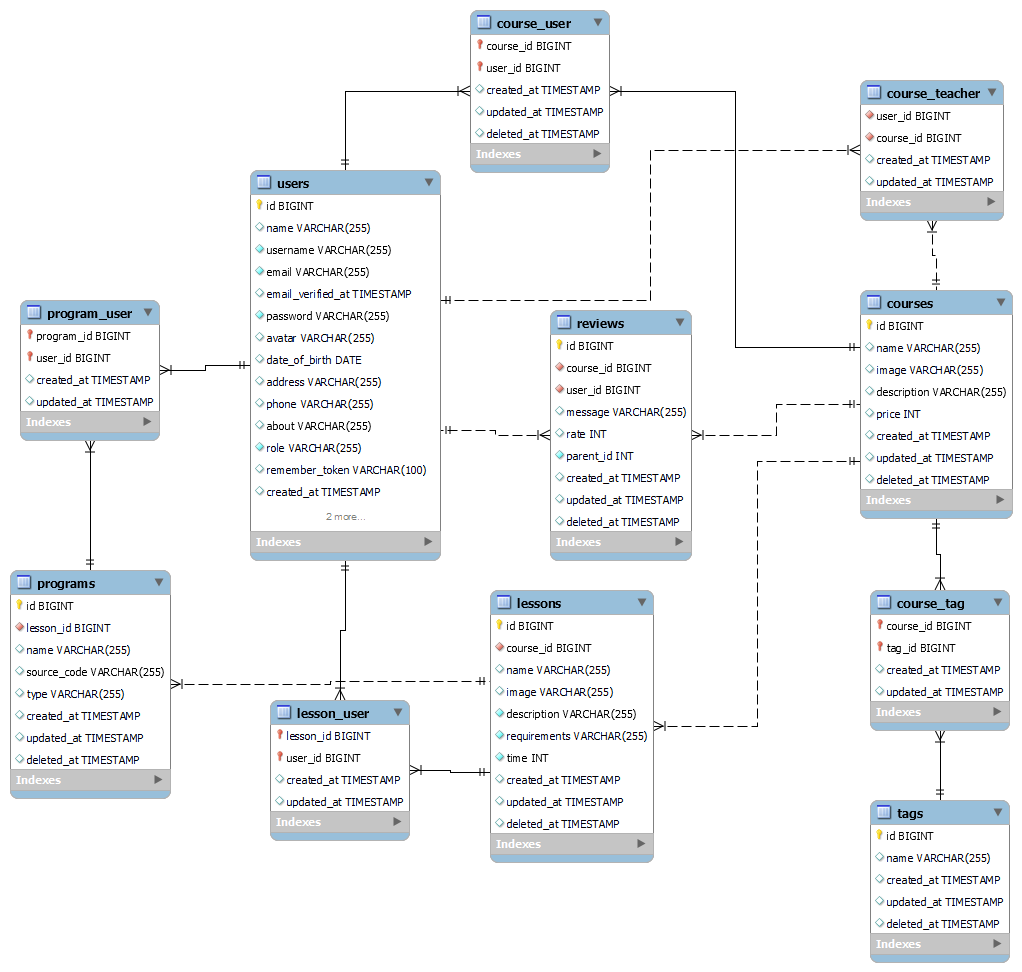 course_user
course_id BIGINT
user_id BIGINT
created_at TIMESTAMP
updated_at TIMESTAMP
deleted_at TIMESTAMP
Indexes
course_teacher
user_id BIGINT
course_id BIGINT
created_at TIMESTAMP
updated_at TIMESTAMP
Indexes
users
id BIGINT
name VARCHAR(255)
username VARCHAR(255)
email VARCHAR(255)
email_verified_at TIMESTAMP
password VARCHAR(255)
avatar VARCHAR(255)
date_of_birth DATE
address VARCHAR(255)
phone VARCHAR(255)
about VARCHAR(255)
role VARCHAR(255)
remember_token VARCHAR(100)
created_at TIMESTAMP
2 more...
Indexes
program_user
program_id BIGINT
user_id BIGINT
created_at TIMESTAMP
updated_at TIMESTAMP
Indexes
reviews
id BIGINT
course_id BIGINT
user_id BIGINT
message VARCHAR(255)
rate INT
parent_id INT
created_at TIMESTAMP
updated_at TIMESTAMP
deleted_at TIMESTAMP
Indexes
courses
id BIGINT
name VARCHAR(255)
image VARCHAR(255)
description VARCHAR(255)
price INT
created_at TIMESTAMP
updated_at TIMESTAMP
deleted_at TIMESTAMP
Indexes
programs
id BIGINT
lesson_id BIGINT
name VARCHAR(255)
source_code VARCHAR(255)
type VARCHAR(255)
created_at TIMESTAMP
updated_at TIMESTAMP
deleted_at TIMESTAMP
Indexes
lesson_user
lesson_id BIGINT
user_id BIGINT
created_at TIMESTAMP
updated_at TIMESTAMP
Indexes
lessons
id BIGINT
course_id BIGINT
name VARCHAR(255)
image VARCHAR(255)
description VARCHAR(255)
requirements VARCHAR(255)
time INT
created_at TIMESTAMP
updated_at TIMESTAMP
deleted_at TIMESTAMP
Indexes
course_tag
course_id BIGINT
tag_id BIGINT
created_at TIMESTAMP
updated_at TIMESTAMP
Indexes
tags
id BIGINT
name VARCHAR(255)
created_at TIMESTAMP
updated_at TIMESTAMP
deleted_at TIMESTAMP
Indexes